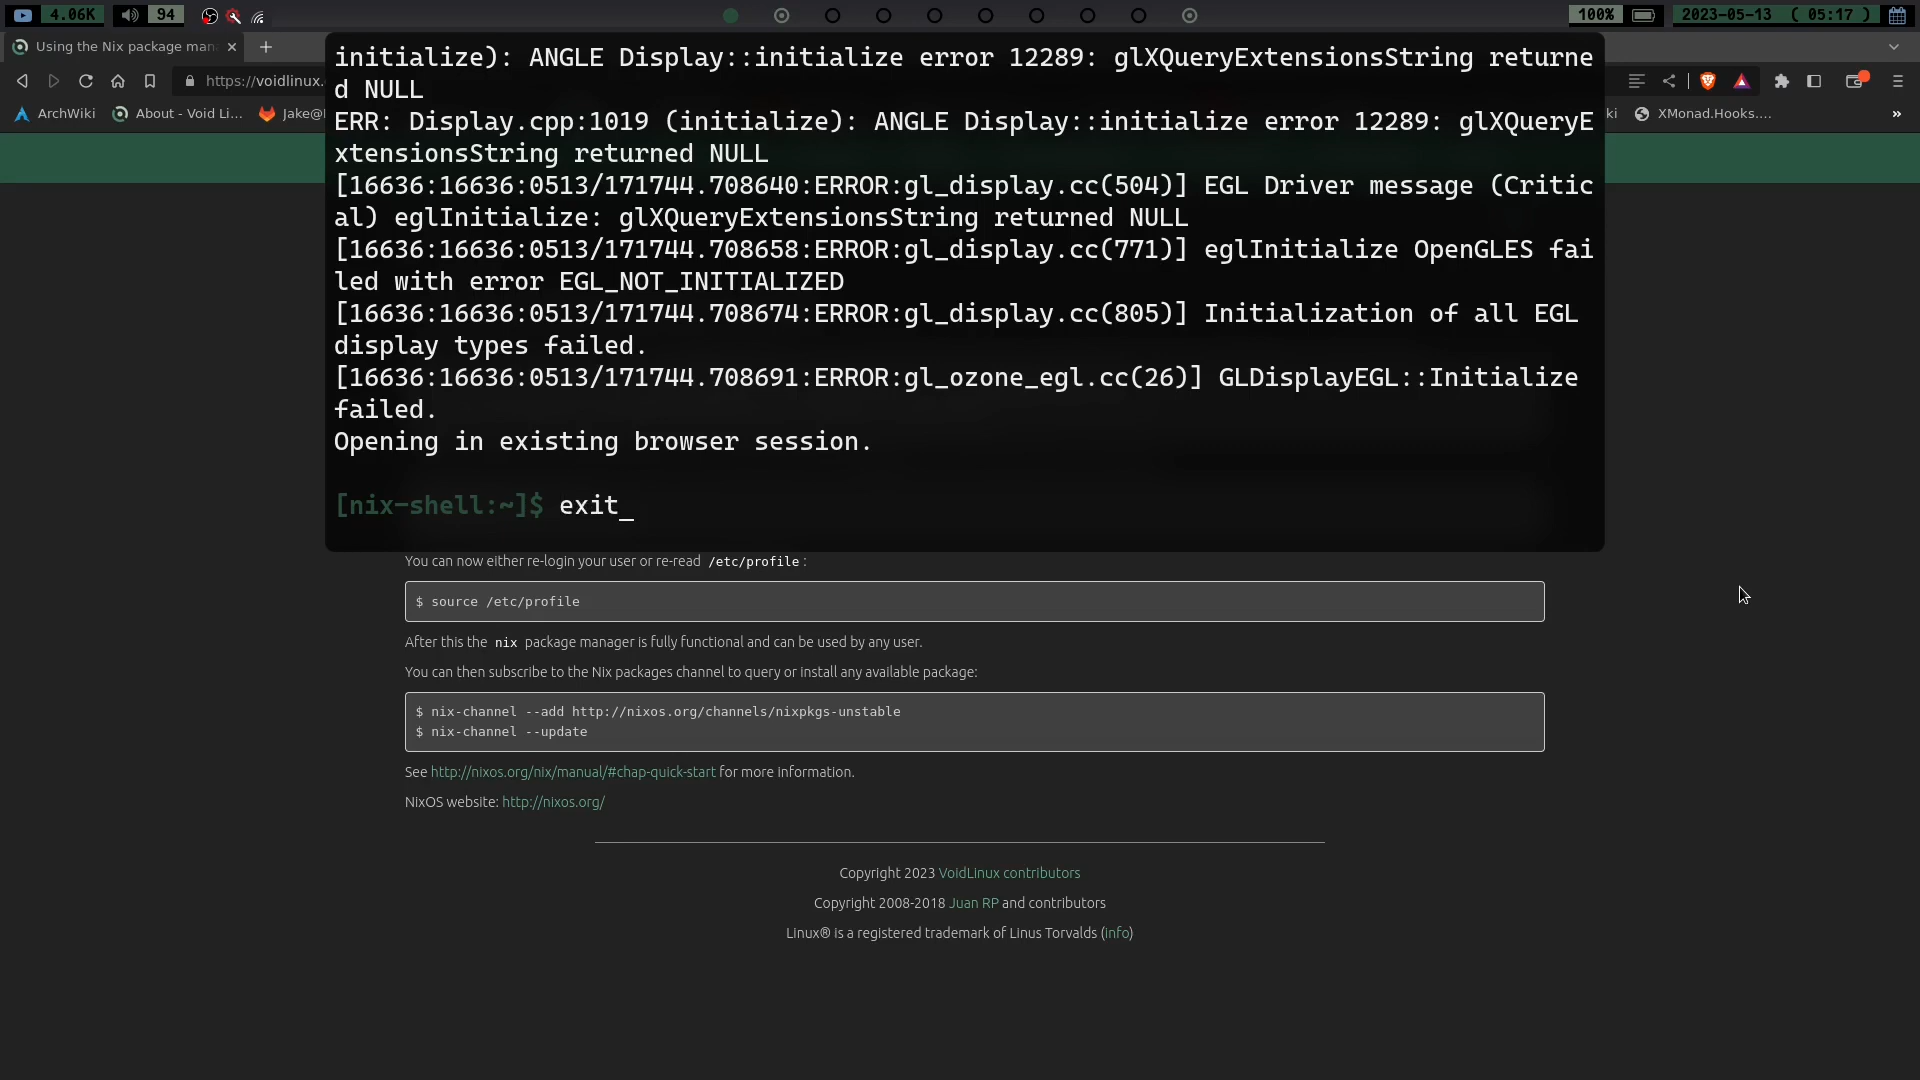 4.06K 94 100% 2023-05-13 ( 05:17 )
Using the Nix package man
https://voidlinux.
ArchWiki About - Void Li... Jake@ ki XMonad.Hooks.... »
initialize): ANGLE Display::initialize error 12289: glXQueryExtensionsString returne
d NULL
ERR: Display.cpp:1019 (initialize): ANGLE Display::initialize error 12289: glXQueryE
xtensionsString returned NULL
[16636:16636:0513/171744.708640:ERROR:gl_display.cc(504)] EGL Driver message (Critic
al) eglInitialize: glXQueryExtensionsString returned NULL
[16636:16636:0513/171744.708658:ERROR:gl_display.cc(771)] eglInitialize OpenGLES fai
led with error EGL_NOT_INITIALIZED
[16636:16636:0513/171744.708674:ERROR:gl_display.cc(805)] Initialization of all EGL
display types failed.
[16636:16636:0513/171744.708691:ERROR:gl_ozone_egl.cc(26)] GLDisplayEGL::Initialize
failed.
Opening in existing browser session.
[nix-shell:~]$ exit_
You can now either re-login your user or re-read /etc/profile :
$ source /etc/profile
After this the nix package manager is fully functional and can be used by any user.
You can then subscribe to the Nix packages channel to query or install any available package:
$ nix-channel --add http://nixos.org/channels/nixpkgs-unstable
$ nix-channel --update
See http://nixos.org/nix/manual/#chap-quick-start for more information.
NixOS website: http://nixos.org/
Copyright 2023 VoidLinux contributors
Copyright 2008-2018 Juan RP and contributors
Linux® is a registered trademark of Linus Torvalds (info)